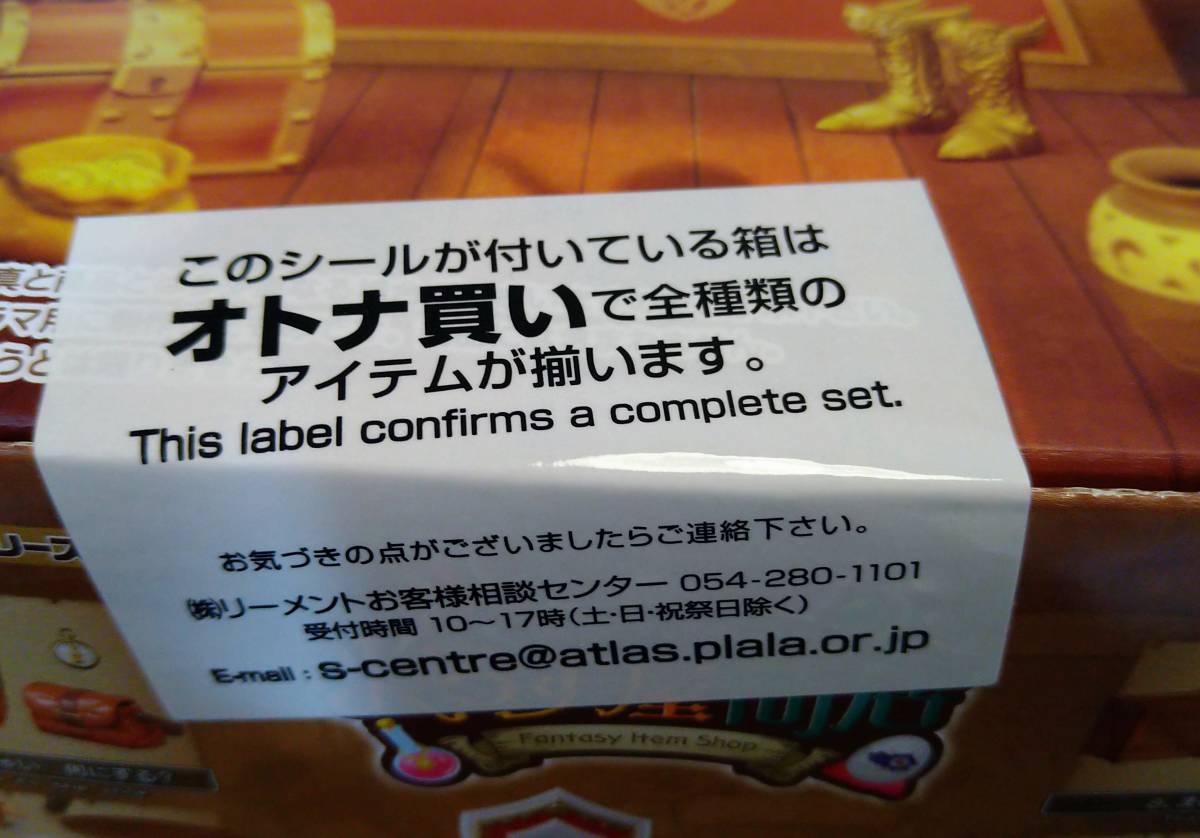 このシールが付いている箱は
オトナ買いで全種類の
アイテムが揃います。
This label confirms a complete set.
お気づきの点がございましたらご連絡下さい。
㈱リーメントお客様相談センター 054-280-1101
受付時間 10〜17時(土・日・祝祭日除く)
E-mail : s-centre@atlas.plala.or.jp
Fantasy Item Shop